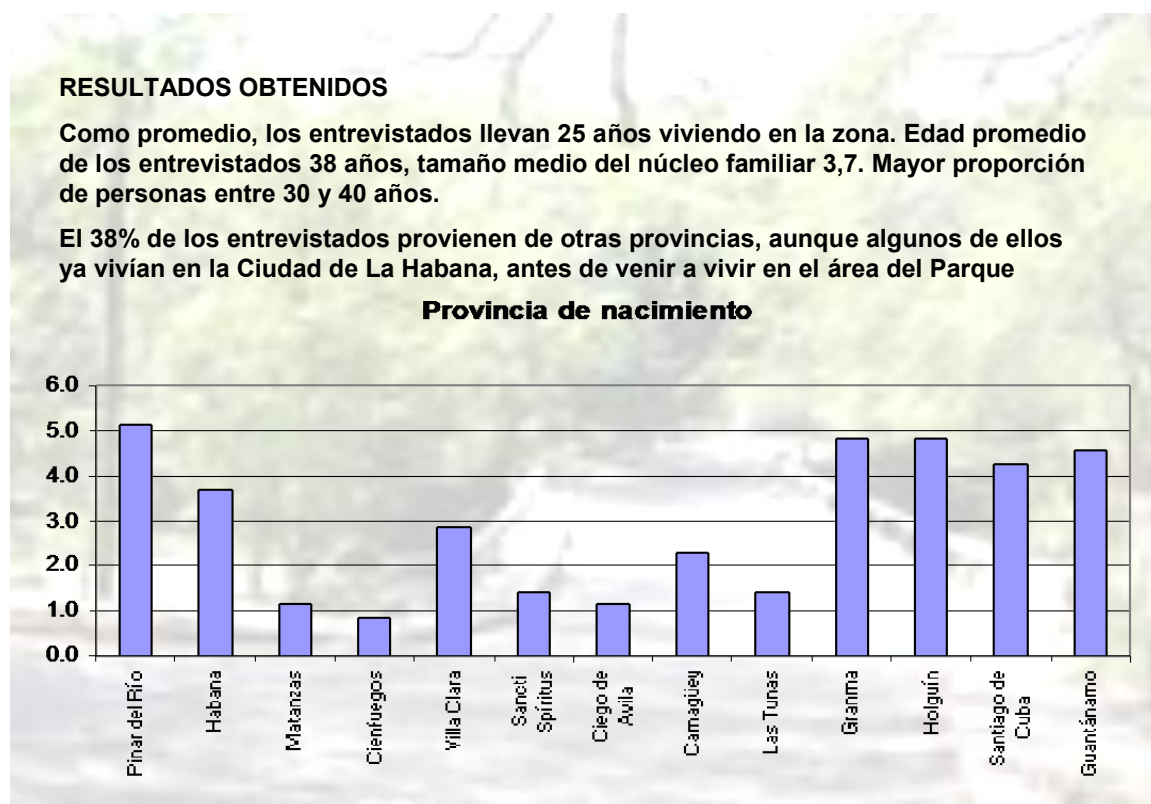 RESULTADOS OBTENIDOS
Como promedio, los entrevistados llevan 25 años viviendo en la zona. Edad promedio
de los entrevistados 38 años, tamaño medio del núcleo familiar 3,7. Mayor proporción
de personas entre 30 y 40 años.
El 38% de los entrevistados provienen de otras provincias, aunque algunos de ellos
ya vivían en la Ciudad de La Habana, antes de venir a vivir en el área del Parque
Provincia de nacimiento
6.0
5.0
4.0
3.0
2.0
1.0
0.0
Pinar del Río
Habana
Matanzas
Cienfuegos
Villa Clara
Sancti
Spíritus
Ciego de
Avila
Camagüey
Las Tunas
Granma
Holguín
Santiago de
Cuba
Guantánamo